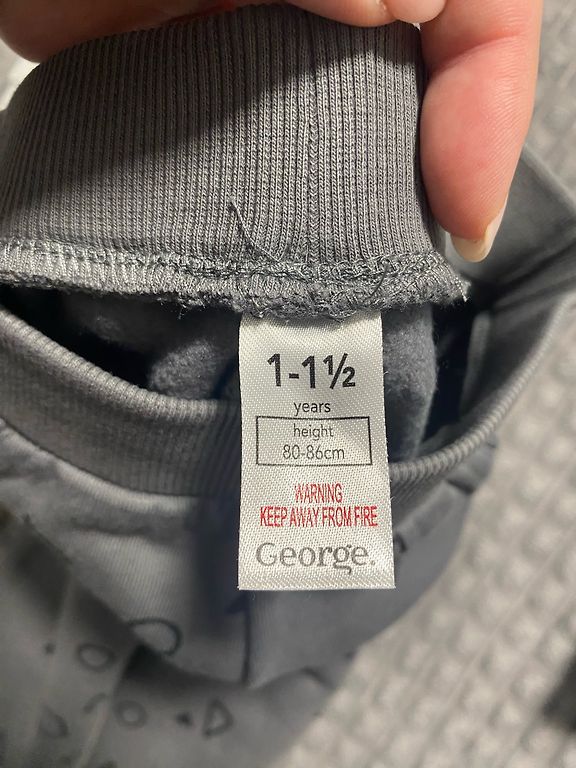 1-1½
years
height
80-86cm
WARNING
KEEP AWAY FROM FIRE
George.